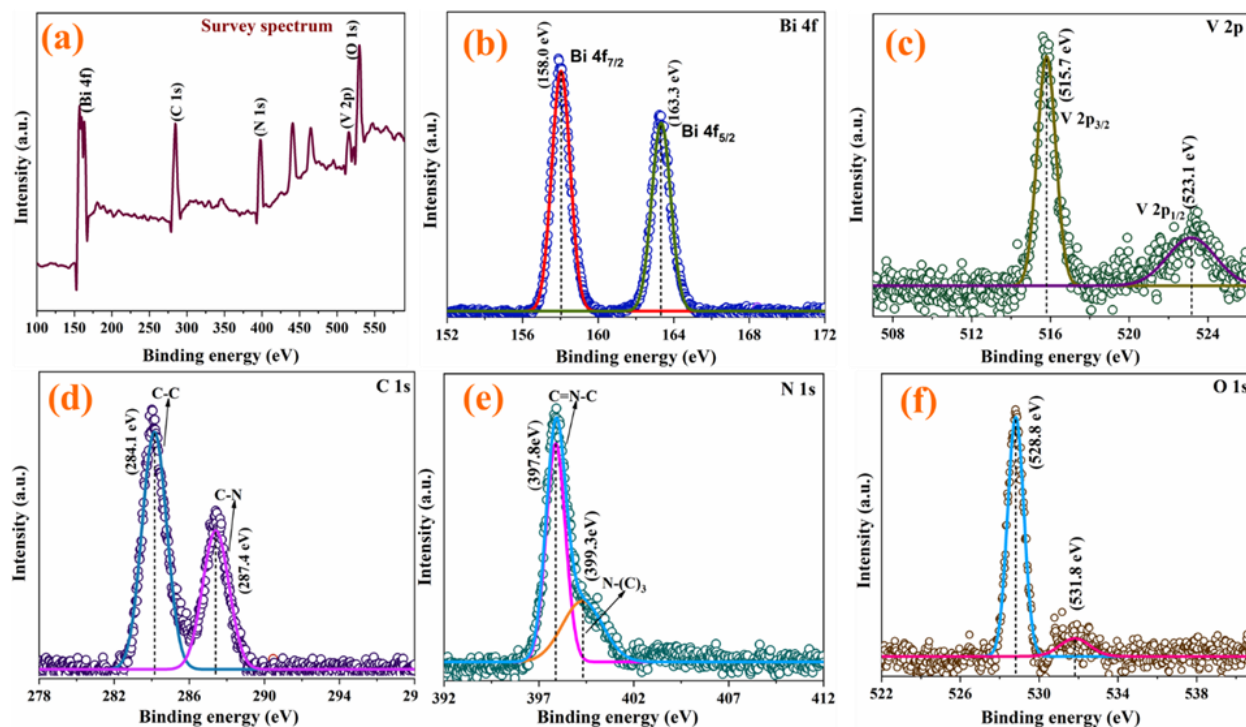 (a)
Survey spectrum
(Bi 4f)
(C 1s)
(N 1s)
(V 2p)
(O 1s)
Intensity (a.u.)
100 150 200 250 300 350 400 450 500 550
Binding energy (eV)
(b)
Bi 4f
(158.0 eV)
Bi 4f7/2
(163.3 eV)
Bi 4f5/2
Intensity (a.u.)
152 156 160 164 168 172
Binding energy (eV)
(c)
V 2p
(515.7 eV)
V 2p3/2
V 2p1/2
(523.1 eV)
Intensity (a.u.)
508 512 516 520 524
Binding energy (eV)
(d)
C 1s
C-C
(284.1 eV)
C-N
(287.4 eV)
Intensity (a.u.)
278 282 286 290 294 29
Binding energy (eV)
(e)
N 1s
C=N-C
(397.8eV)
(399.3eV)
N-(C)3
Intensity (a.u.)
392 397 402 407 412
Binding energy (eV)
(f)
O 1s
(528.8 eV)
(531.8 eV)
Intensity (a.u.)
522 526 530 534 538
Binding energy (eV)